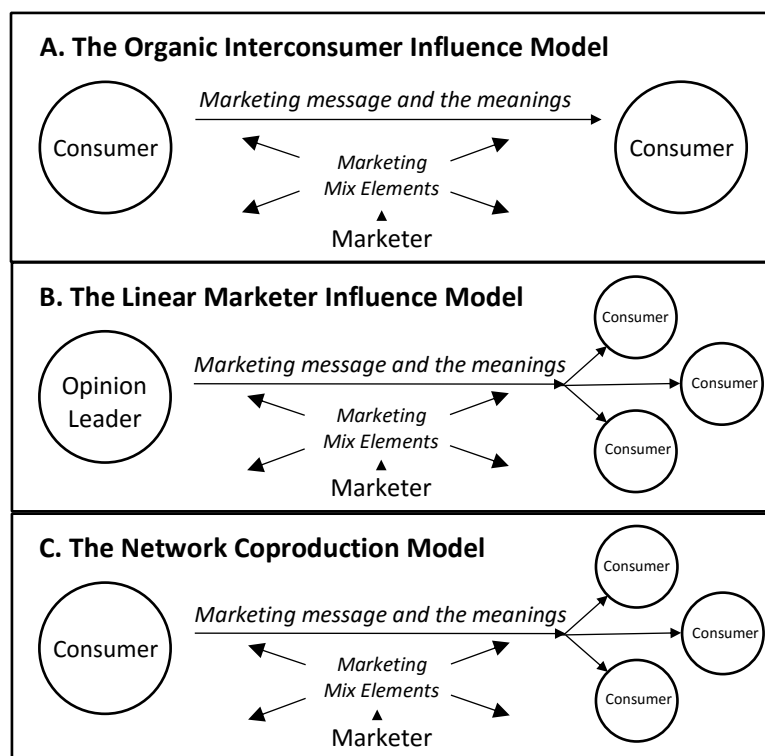 A. The Organic Interconsumer Influence Model
Marketing message and the meanings
Consumer
Consumer
Marketing
Mix Elements
Marketer
B. The Linear Marketer Influence Model
Consumer
Marketing message and the meanings
Opinion
Leader
Consumer
Marketing
Mix Elements
Consumer
Marketer
C. The Network Coproduction Model
Consumer
Marketing message and the meanings
Consumer
Consumer
Marketing
Mix Elements
Consumer
Marketer